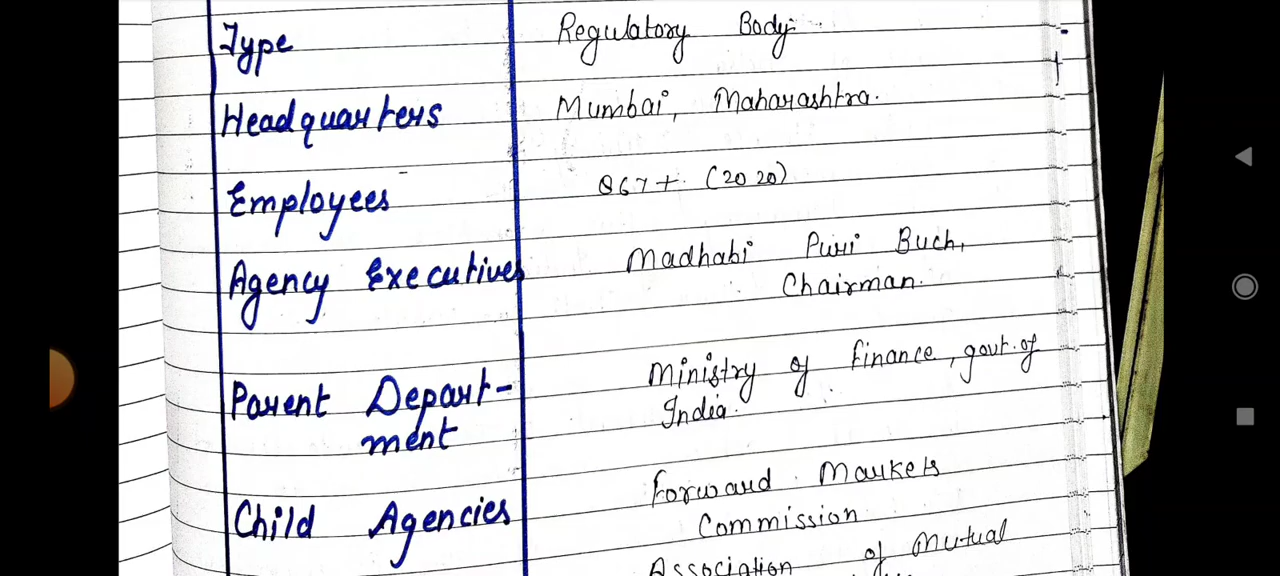 Type Regulatory Body
Headquarters Mumbai, Maharashtra.
Employees 867+. (2020)
Agency Executives Madhabi Puri Buch,
Chairman.
Parent Depart- Ministry of Finance, govt. of
ment India.
Child Agencies Forward Markets
Commission
Association of Mutual